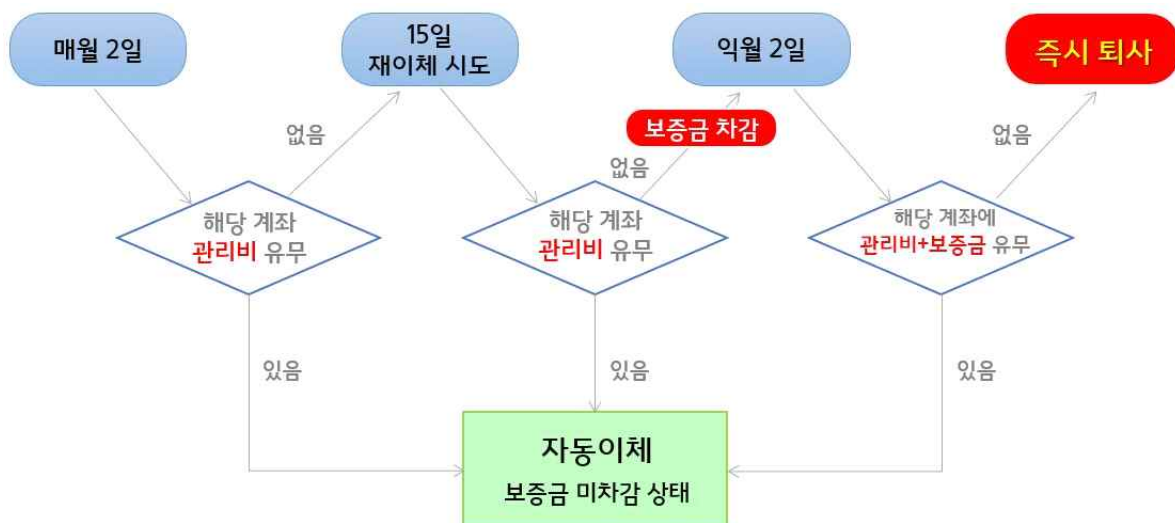 매월 2일
15일
재이체 시도
익월 2일
즉시 퇴사
없음
보증금 차감
없음
없음
해당 계좌
관리비 유무
해당 계좌
관리비 유무
해당 계좌에
관리비+보증금 유무
있음
있음
있음
자동이체
보증금 미차감 상태